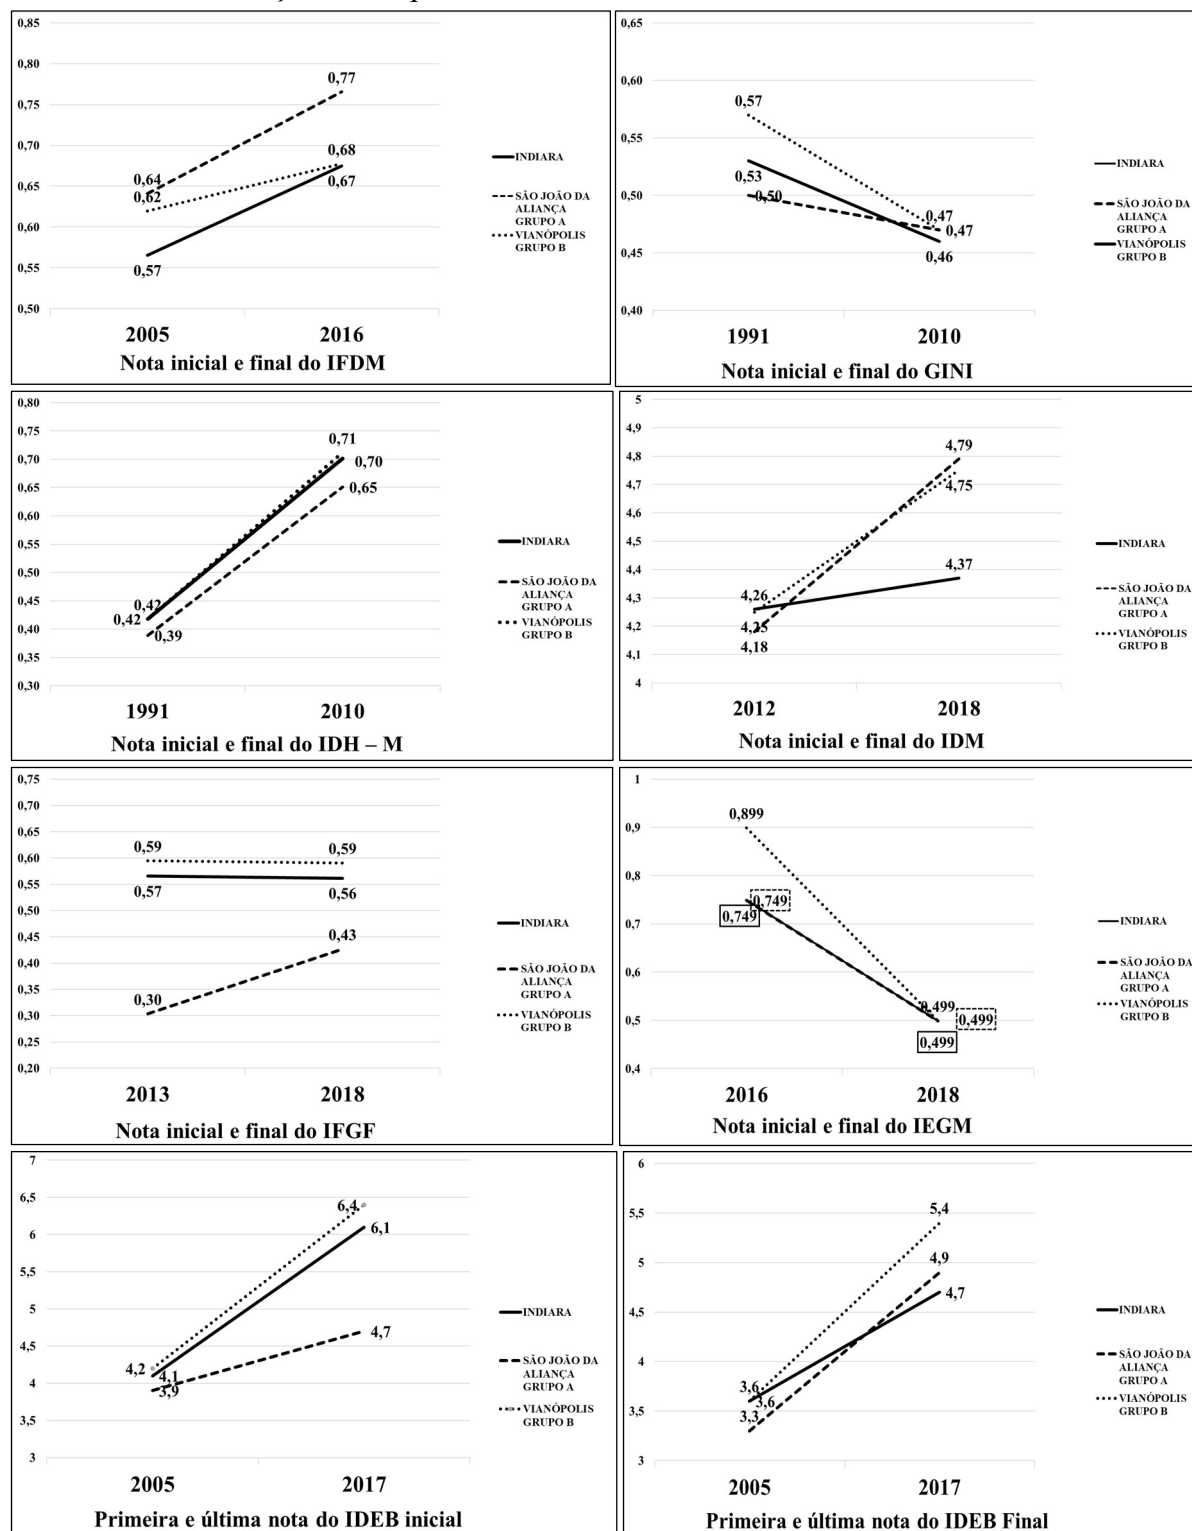 0,85
0,80
0,75
0,70
0,65
0,60
0,55
0,50
0,77
0,64
0,62
0,68
0,67
0,57
2005 2016
Nota inicial e final do IFDM
INDIARA
SÃO JOÃO DA
ALIANÇA
GRUPO A
VIANÓPOLIS
GRUPO B
0,65
0,60
0,55
0,50
0,45
0,40
0,57
0,53
0,50
0,47
0,47
0,46
1991 2010
Nota inicial e final do GINI
INDIARA
SÃO JOÃO DA
ALIANÇA
GRUPO A
VIANÓPOLIS
GRUPO B
0,80
0,75
0,70
0,65
0,60
0,55
0,50
0,45
0,40
0,35
0,30
0,71
0,70
0,65
0,42
0,42
0,39
1991 2010
Nota inicial e final do IDH – M
INDIARA
SÃO JOÃO DA
ALIANÇA
GRUPO A
VIANÓPOLIS
GRUPO B
5
4,9
4,8
4,7
4,6
4,5
4,4
4,3
4,2
4,1
4
4,79
4,75
4,37
4,26
4,25
4,18
2012 2018
Nota inicial e final do IDM
INDIARA
SÃO JOÃO DA
ALIANÇA
GRUPO A
VIANÓPOLIS
GRUPO B
0,75
0,70
0,65
0,60
0,55
0,50
0,45
0,40
0,35
0,30
0,25
0,20
0,59 0,59
0,57 0,56
0,43
0,30
2013 2018
Nota inicial e final do IFGF
INDIARA
SÃO JOÃO DA
ALIANÇA
GRUPO A
VIANÓPOLIS
GRUPO B
1
0,9
0,8
0,7
0,6
0,5
0,4
0,899
0,749
0,749
0,499
0,499
0,499
2016 2018
Nota inicial e final do IEGM
INDIARA
SÃO JOÃO DA
ALIANÇA
GRUPO A
VIANÓPOLIS
GRUPO B
7
6,5
6
5,5
5
4,5
4
3,5
3
6,4
6,1
4,7
4,2
4,1
3,9
2005 2017
Primeira e última nota do IDEB inicial
INDIARA
SÃO JOÃO DA
ALIANÇA
GRUPO A
VIANÓPOLIS
GRUPO B
6
5,5
5
4,5
4
3,5
3
5,4
4,9
4,7
3,6
3,6
3,3
2005 2017
Primeira e última nota do IDEB Final
INDIARA
SÃO JOÃO DA
ALIANÇA
GRUPO A
VIANÓPOLIS
GRUPO B